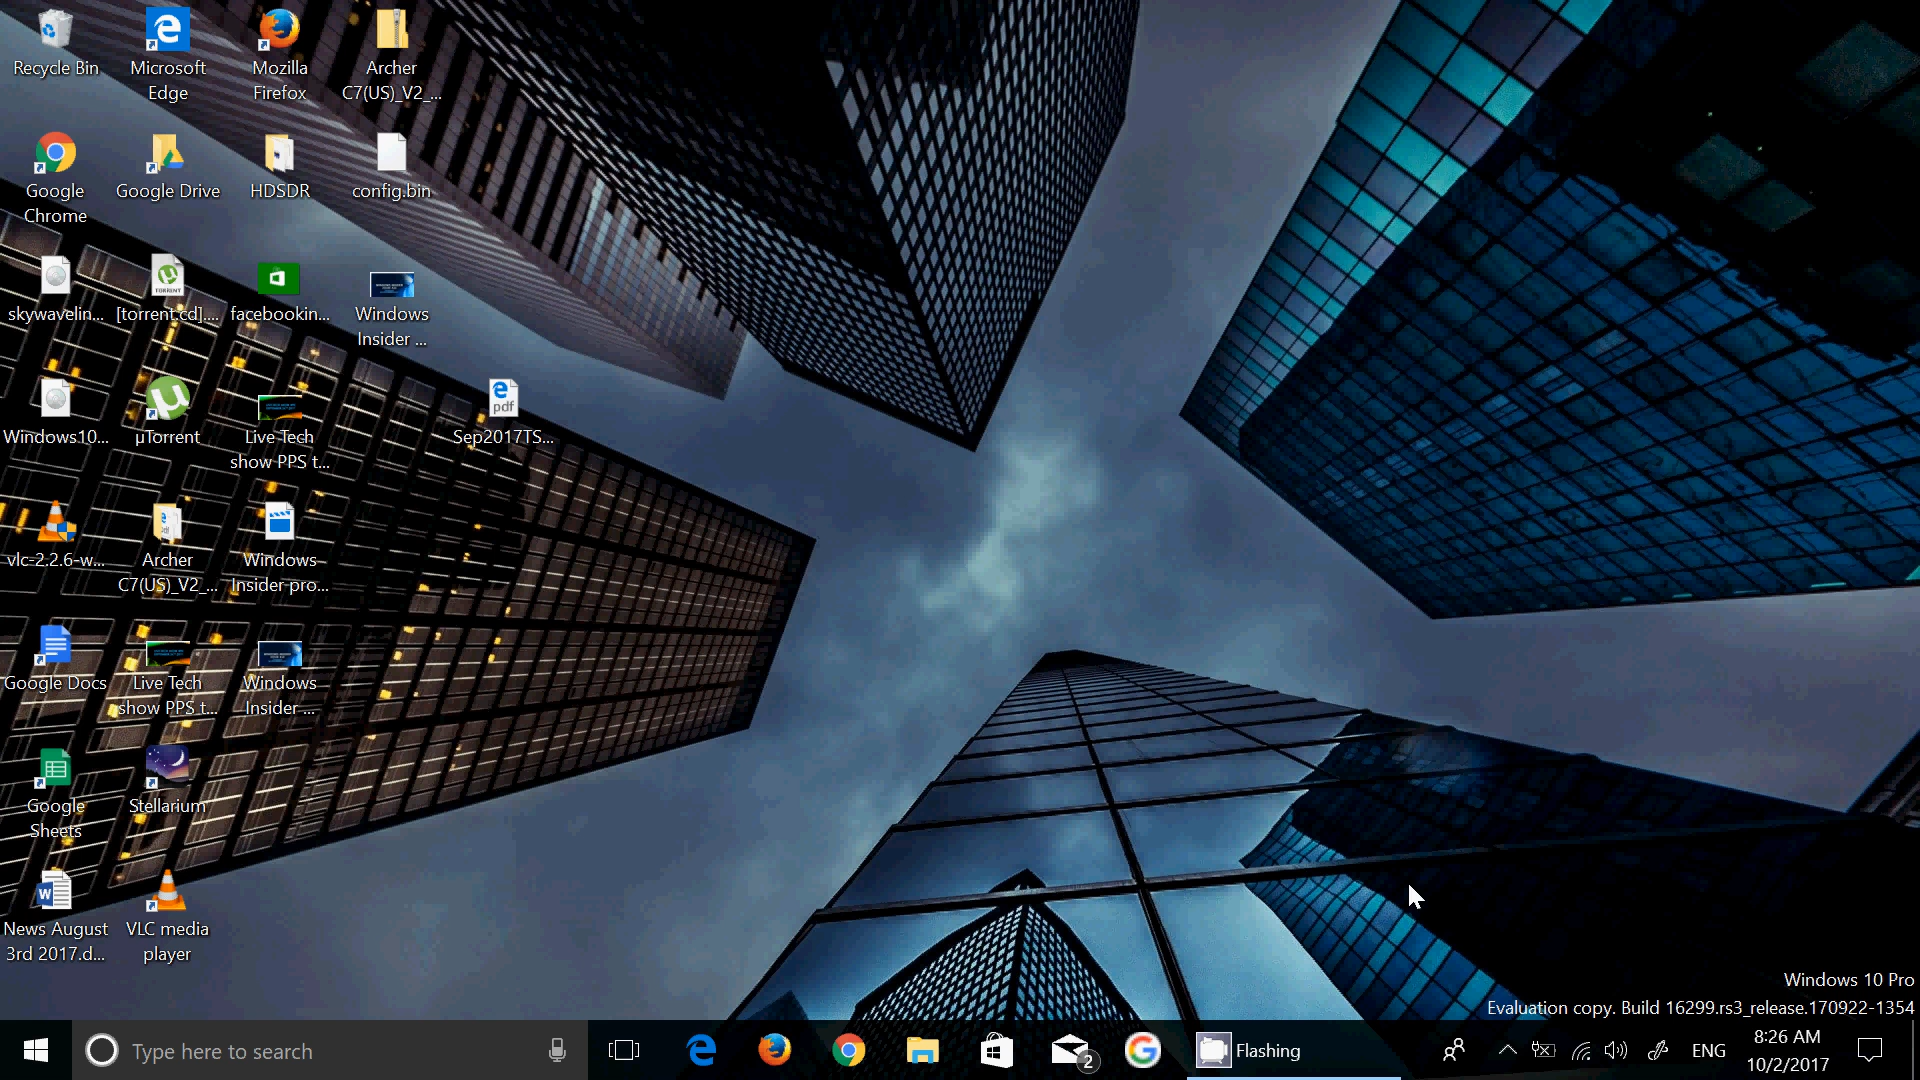 Recycle Bin
Microsoft
Edge
Mozilla
Firefox
Archer
C7(US)_V2_...
Google
Chrome
Google Drive
HDSDR
config.bin
skywavelin...
TORRENT
[torrent.cd]....
facebookin...
Windows
Insider ...
Windows10...
µTorrent
Live Tech
show PPS t...
pdf
Sep2017TS...
vlc-2.2.6-w...
Archer
C7(US)_V2_...
Windows
Insider pro...
Google Docs
Live Tech
show PPS t...
Windows
Insider ...
Google
Sheets
Stellarium
News August
3rd 2017.d...
VLC media
player
Windows 10 Pro
Evaluation copy. Build 16299.rs3_release.170922-1354
Type here to search
2
Flashing
ENG
8:26 AM
10/2/2017